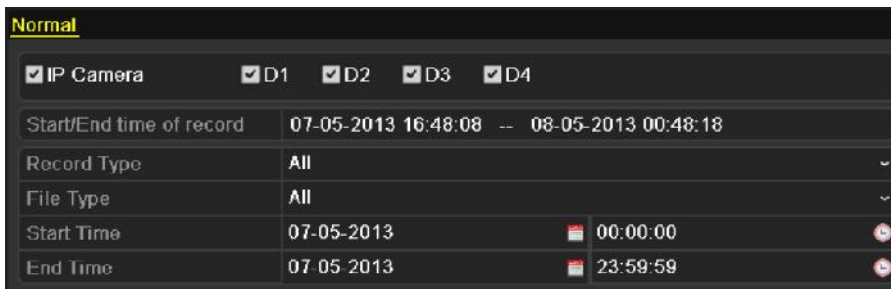 Normal
IP Camera D1 D2 D3 D4
Start/End time of record 07-05-2013 16:48:08 -- 08-05-2013 00:48:18
Record Type All
File Type All
Start Time 07-05-2013 00:00:00
End Time 07-05-2013 23:59:59